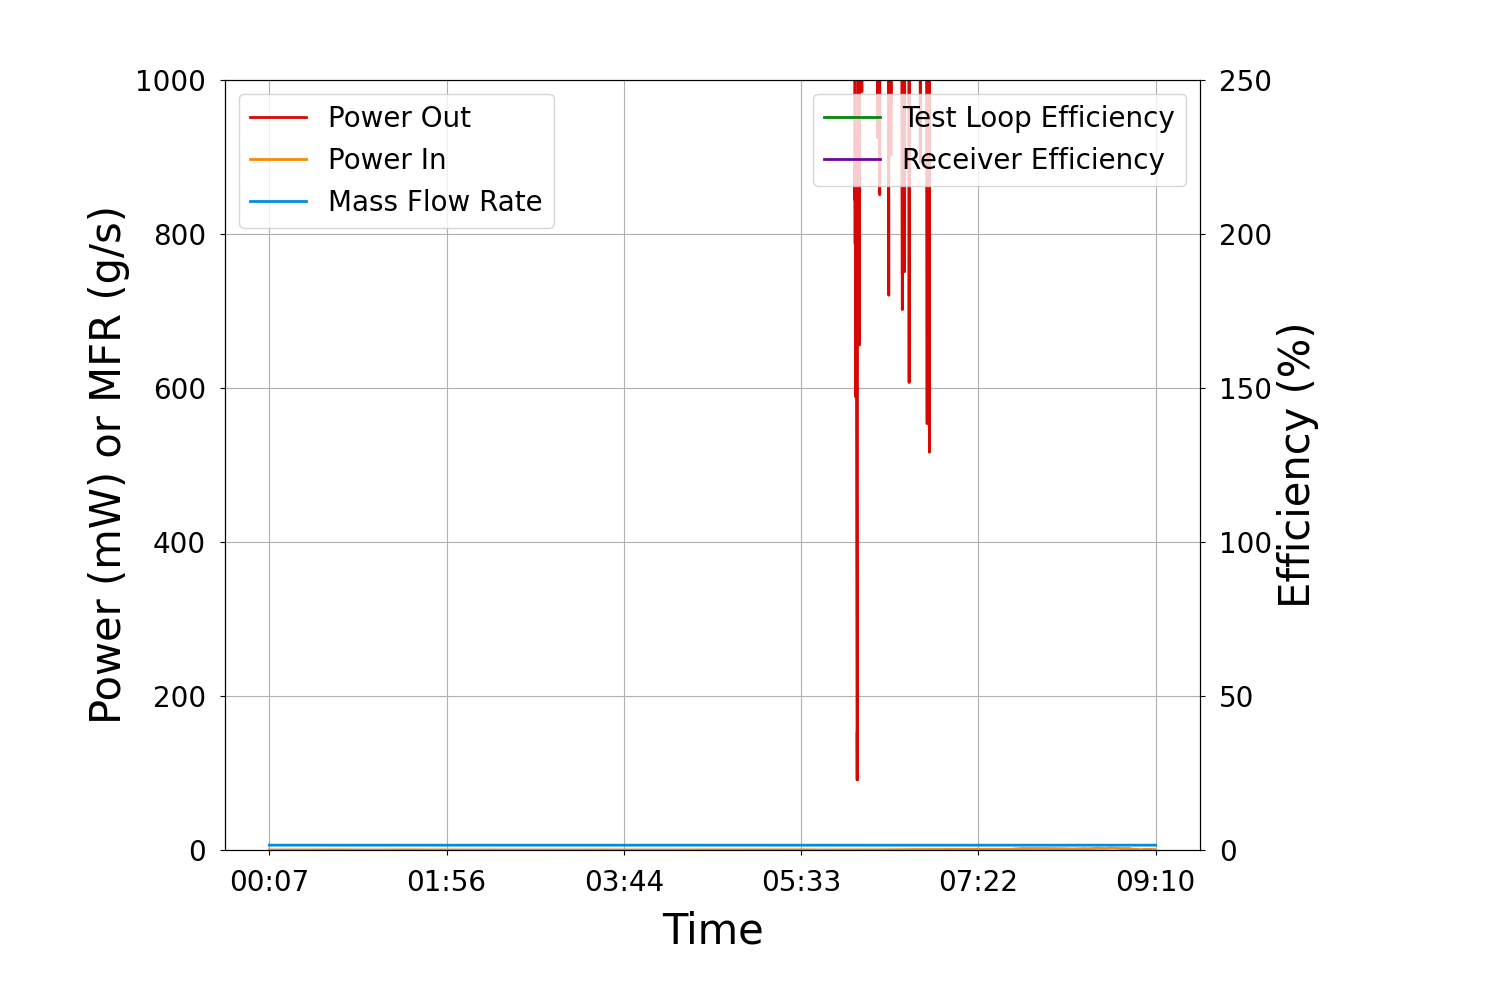 1000
800
600
400
200
0
Power (mW) or MFR (g/s)
Power Out
Power In
Mass Flow Rate
Test Loop Efficiency
Receiver Efficiency
250
200
150
100
50
0
Efficiency (%)
00:07 01:56 03:44 05:33 07:22 09:10
Time